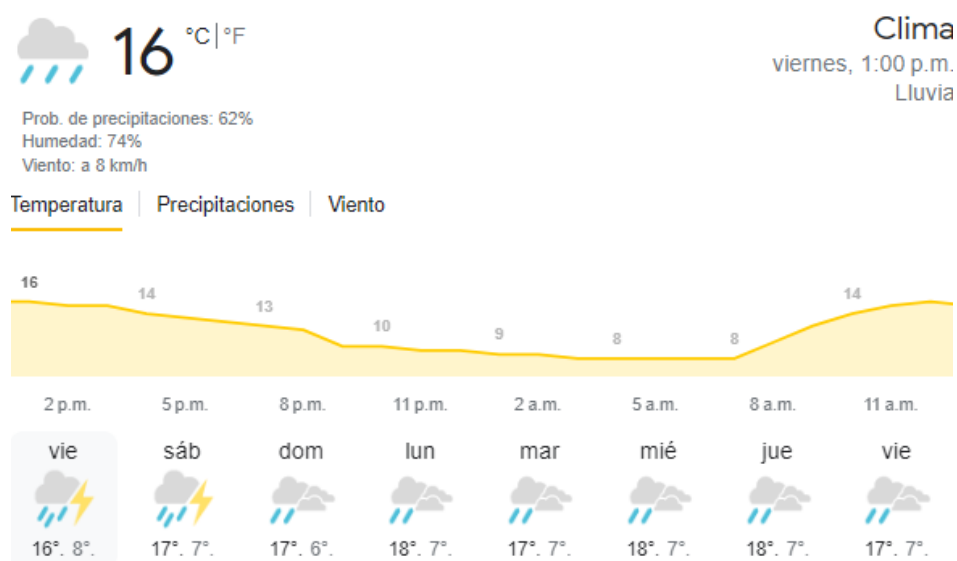 16 °C|°F
Clima
viernes, 1:00 p.m.
Lluvia
Prob. de precipitaciones: 62%
Humedad: 74%
Viento: a 8 km/h
Temperatura Precipitaciones Viento
16 14 13 10 9 8 8 14
2 p.m. 5 p.m. 8 p.m. 11 p.m. 2 a.m. 5 a.m. 8 a.m. 11 a.m.
vie sáb dom lun mar mié jue vie
16°. 8°. 17°. 7°. 17°. 6°. 18°. 7°. 17°. 7°. 18°. 7°. 18°. 7°. 17°. 7°.